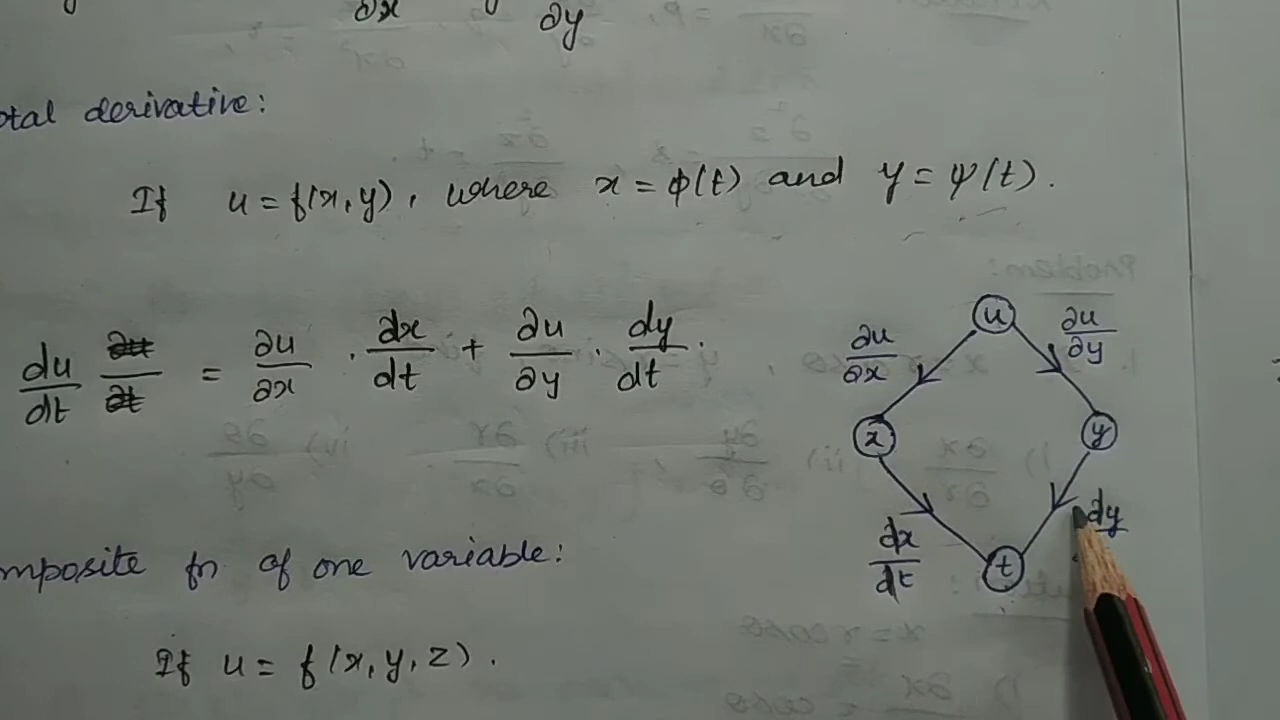 ∂x ∂y
otal derivative:
If u = f(x, y), where x = ϕ(t) and y = ψ(t).
du/dt = ∂u/∂x · dx/dt + ∂u/∂y · dy/dt.
u
∂u/∂x ∂u/∂y
x y
dx/dt dy
t
mposite fn of one variable:
If u = f(x, y, z).